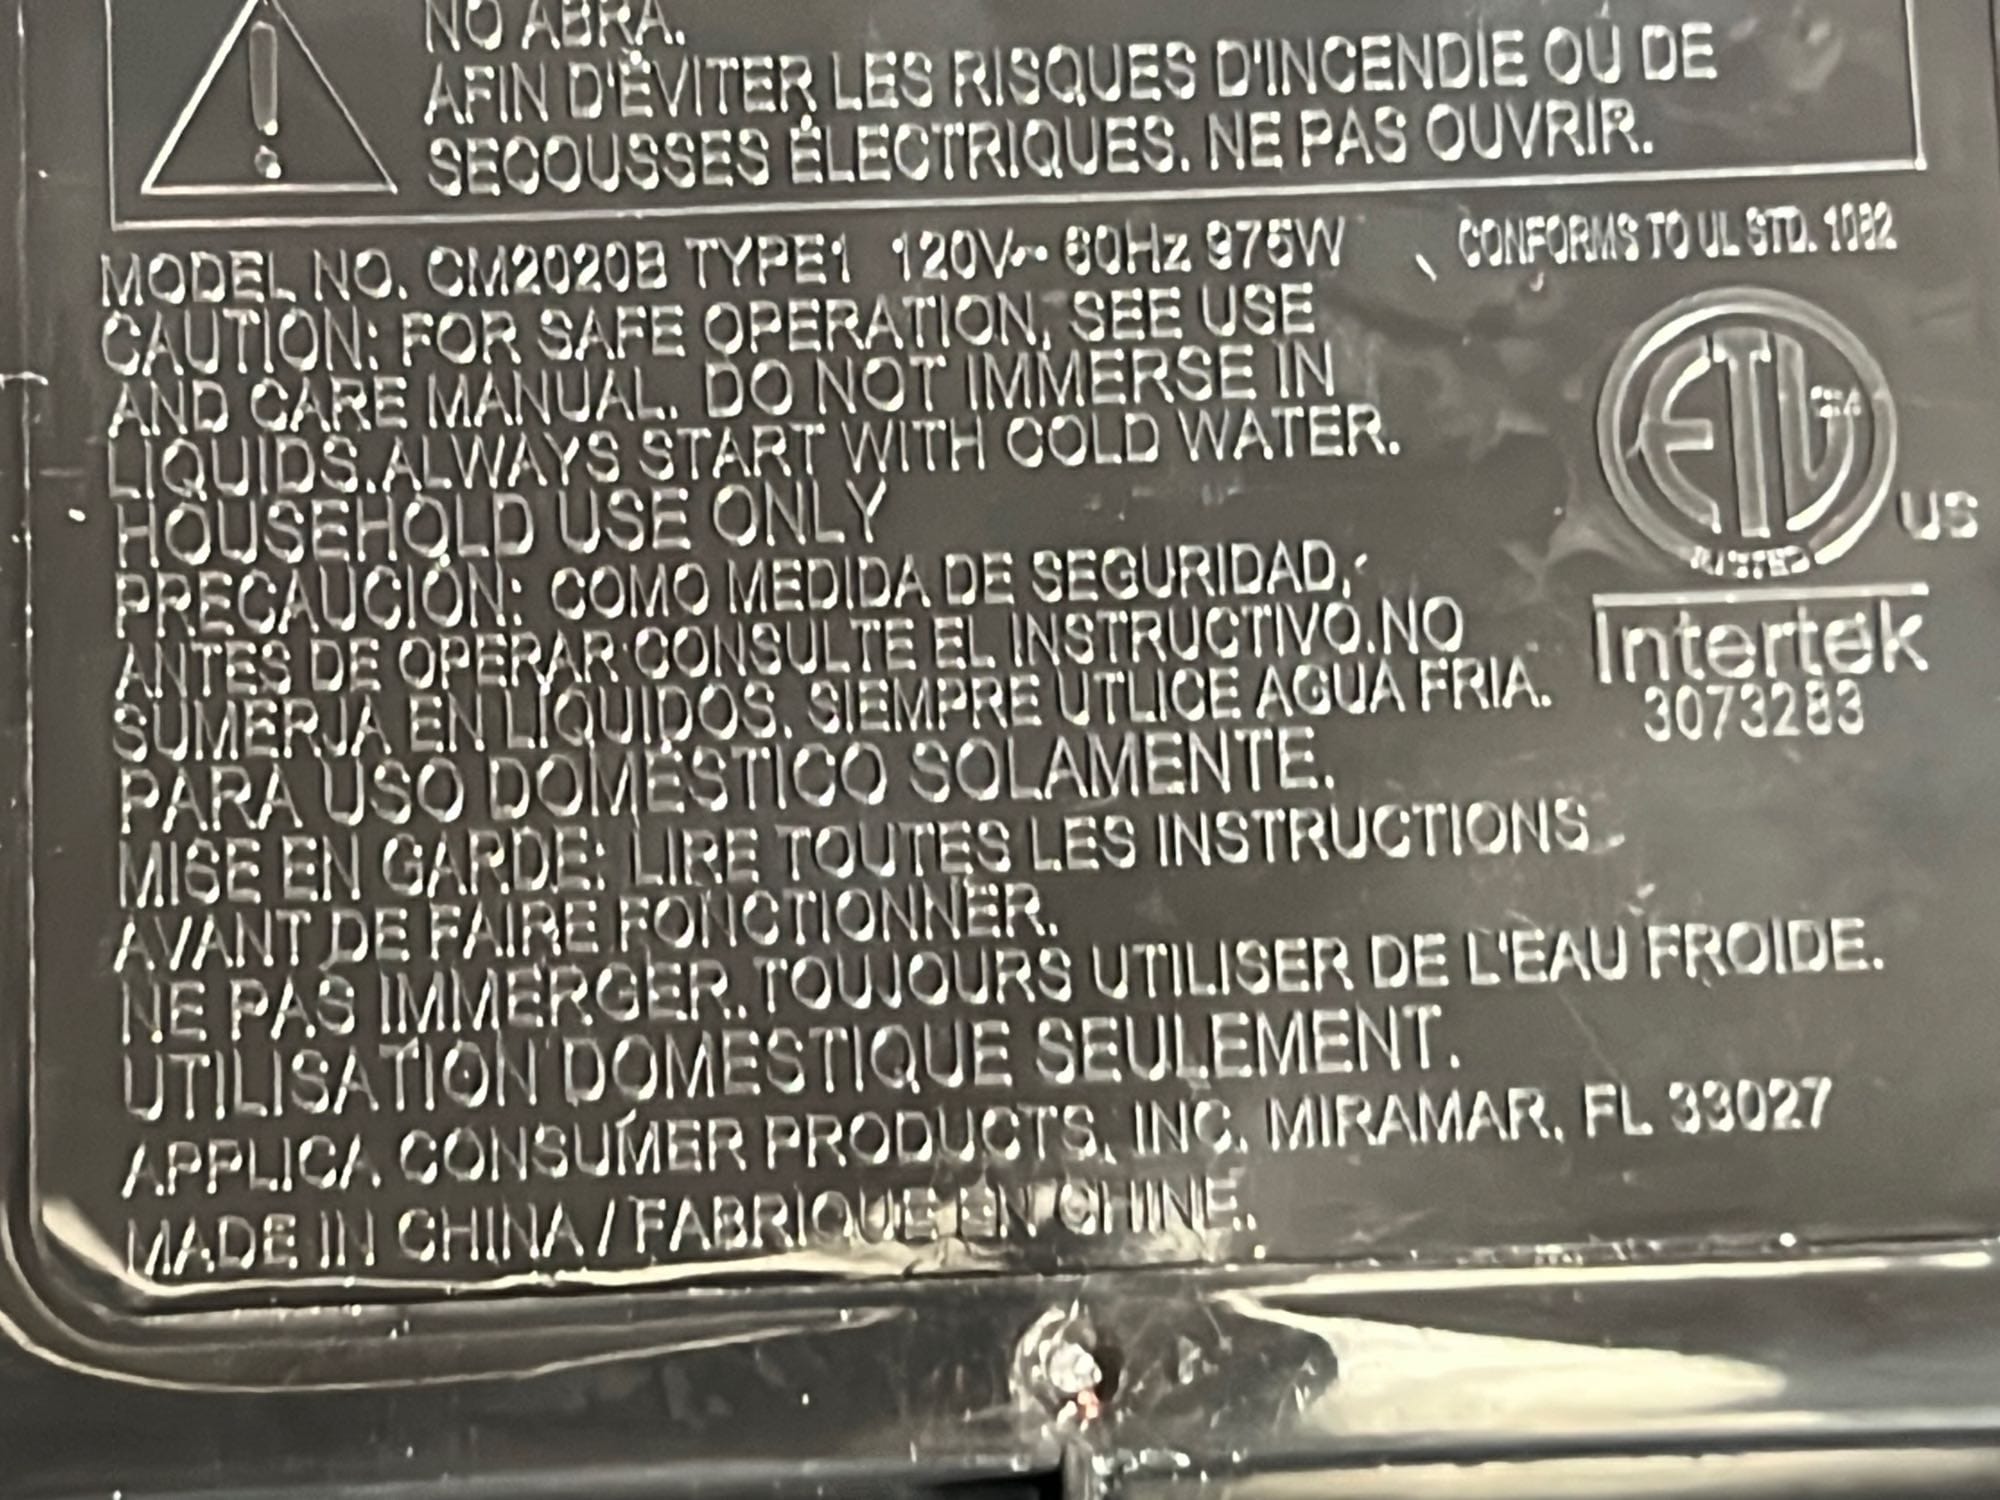 NO ABRA.
AFIN D'ÉVITER LES RISQUES D'INCENDIE OU DE
SECOUSSES ÉLECTRIQUES. NE PAS OUVRIR.
MODEL NO. CM2020B TYPE1 120V~ 60Hz 975W
CONFORMS TO UL STD. 1082
CAUTION: FOR SAFE OPERATION, SEE USE
AND CARE MANUAL. DO NOT IMMERSE IN
LIQUIDS.ALWAYS START WITH COLD WATER.
HOUSEHOLD USE ONLY
PRECAUCIÓN: COMO MEDIDA DE SEGURIDAD,
ANTES DE OPERAR CONSULTE EL INSTRUCTIVO.NO
SUMERJA EN LÍQUIDOS. SIEMPRE UTLICE AGUA FRIA.
PARA USO DOMÉSTICO SOLAMENTE.
MISE EN GARDE: LIRE TOUTES LES INSTRUCTIONS
AVANT DE FAIRE FONCTIONNER.
NE PAS IMMERGER.TOUJOURS UTILISER DE L'EAU FROIDE.
UTILISATION DOMESTIQUE SEULEMENT.
APPLICA CONSUMER PRODUCTS, INC. MIRAMAR, FL 33027
MADE IN CHINA / FABRIQUE EN CHINE.
ETL
LISTED
US
Intertek
3073283